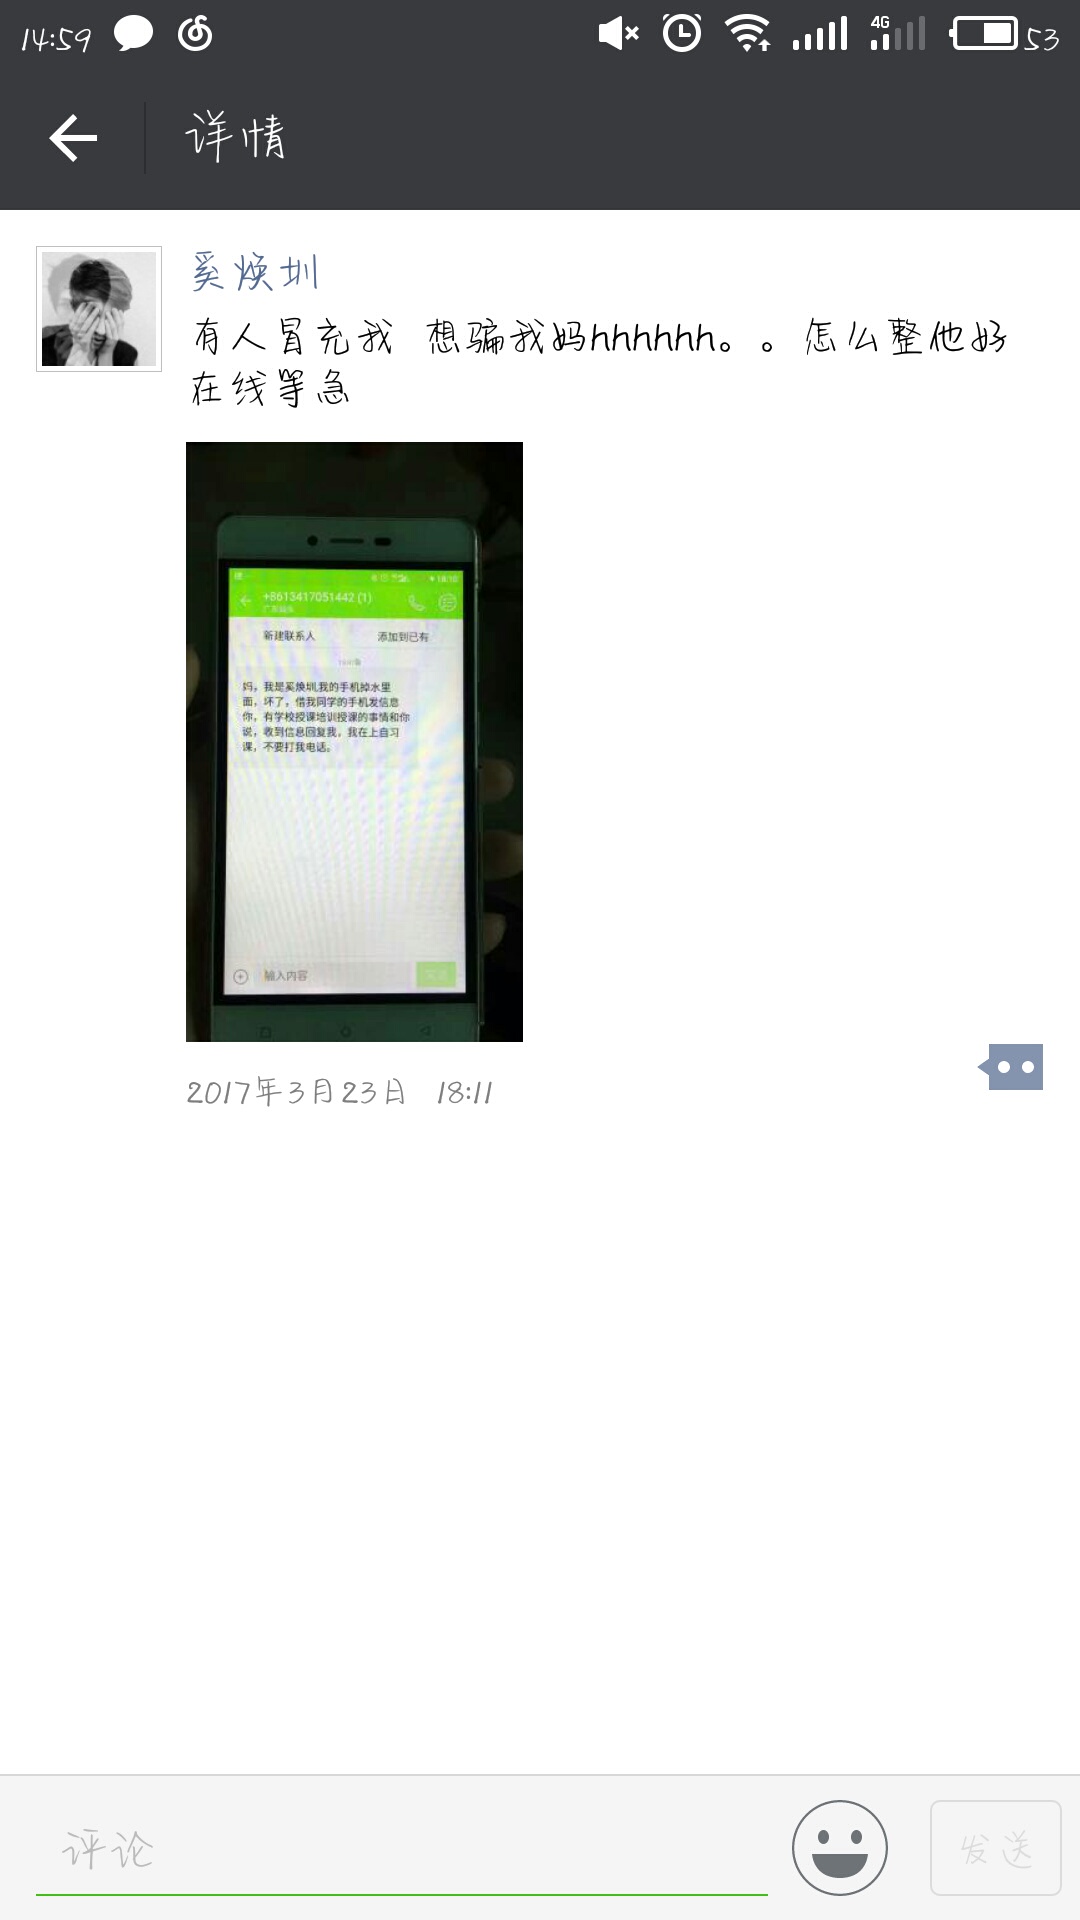 14:59
4G
53
详情
奚焕圳
有人冒充我 想骗我妈hhhhhh。。怎么整他好
在线等急
18:10
+8613417051442 (1)
新建联系人 添加到已有
妈，我是奚焕圳,我的手机掉水里
面，坏了，借我同学的手机发信息
你，有学校授课培训授课的事情和你
说，收到信息回复我，我在上自习
课，不要打我电话。
输入内容
2017年3月23日 18:11
评论
发送